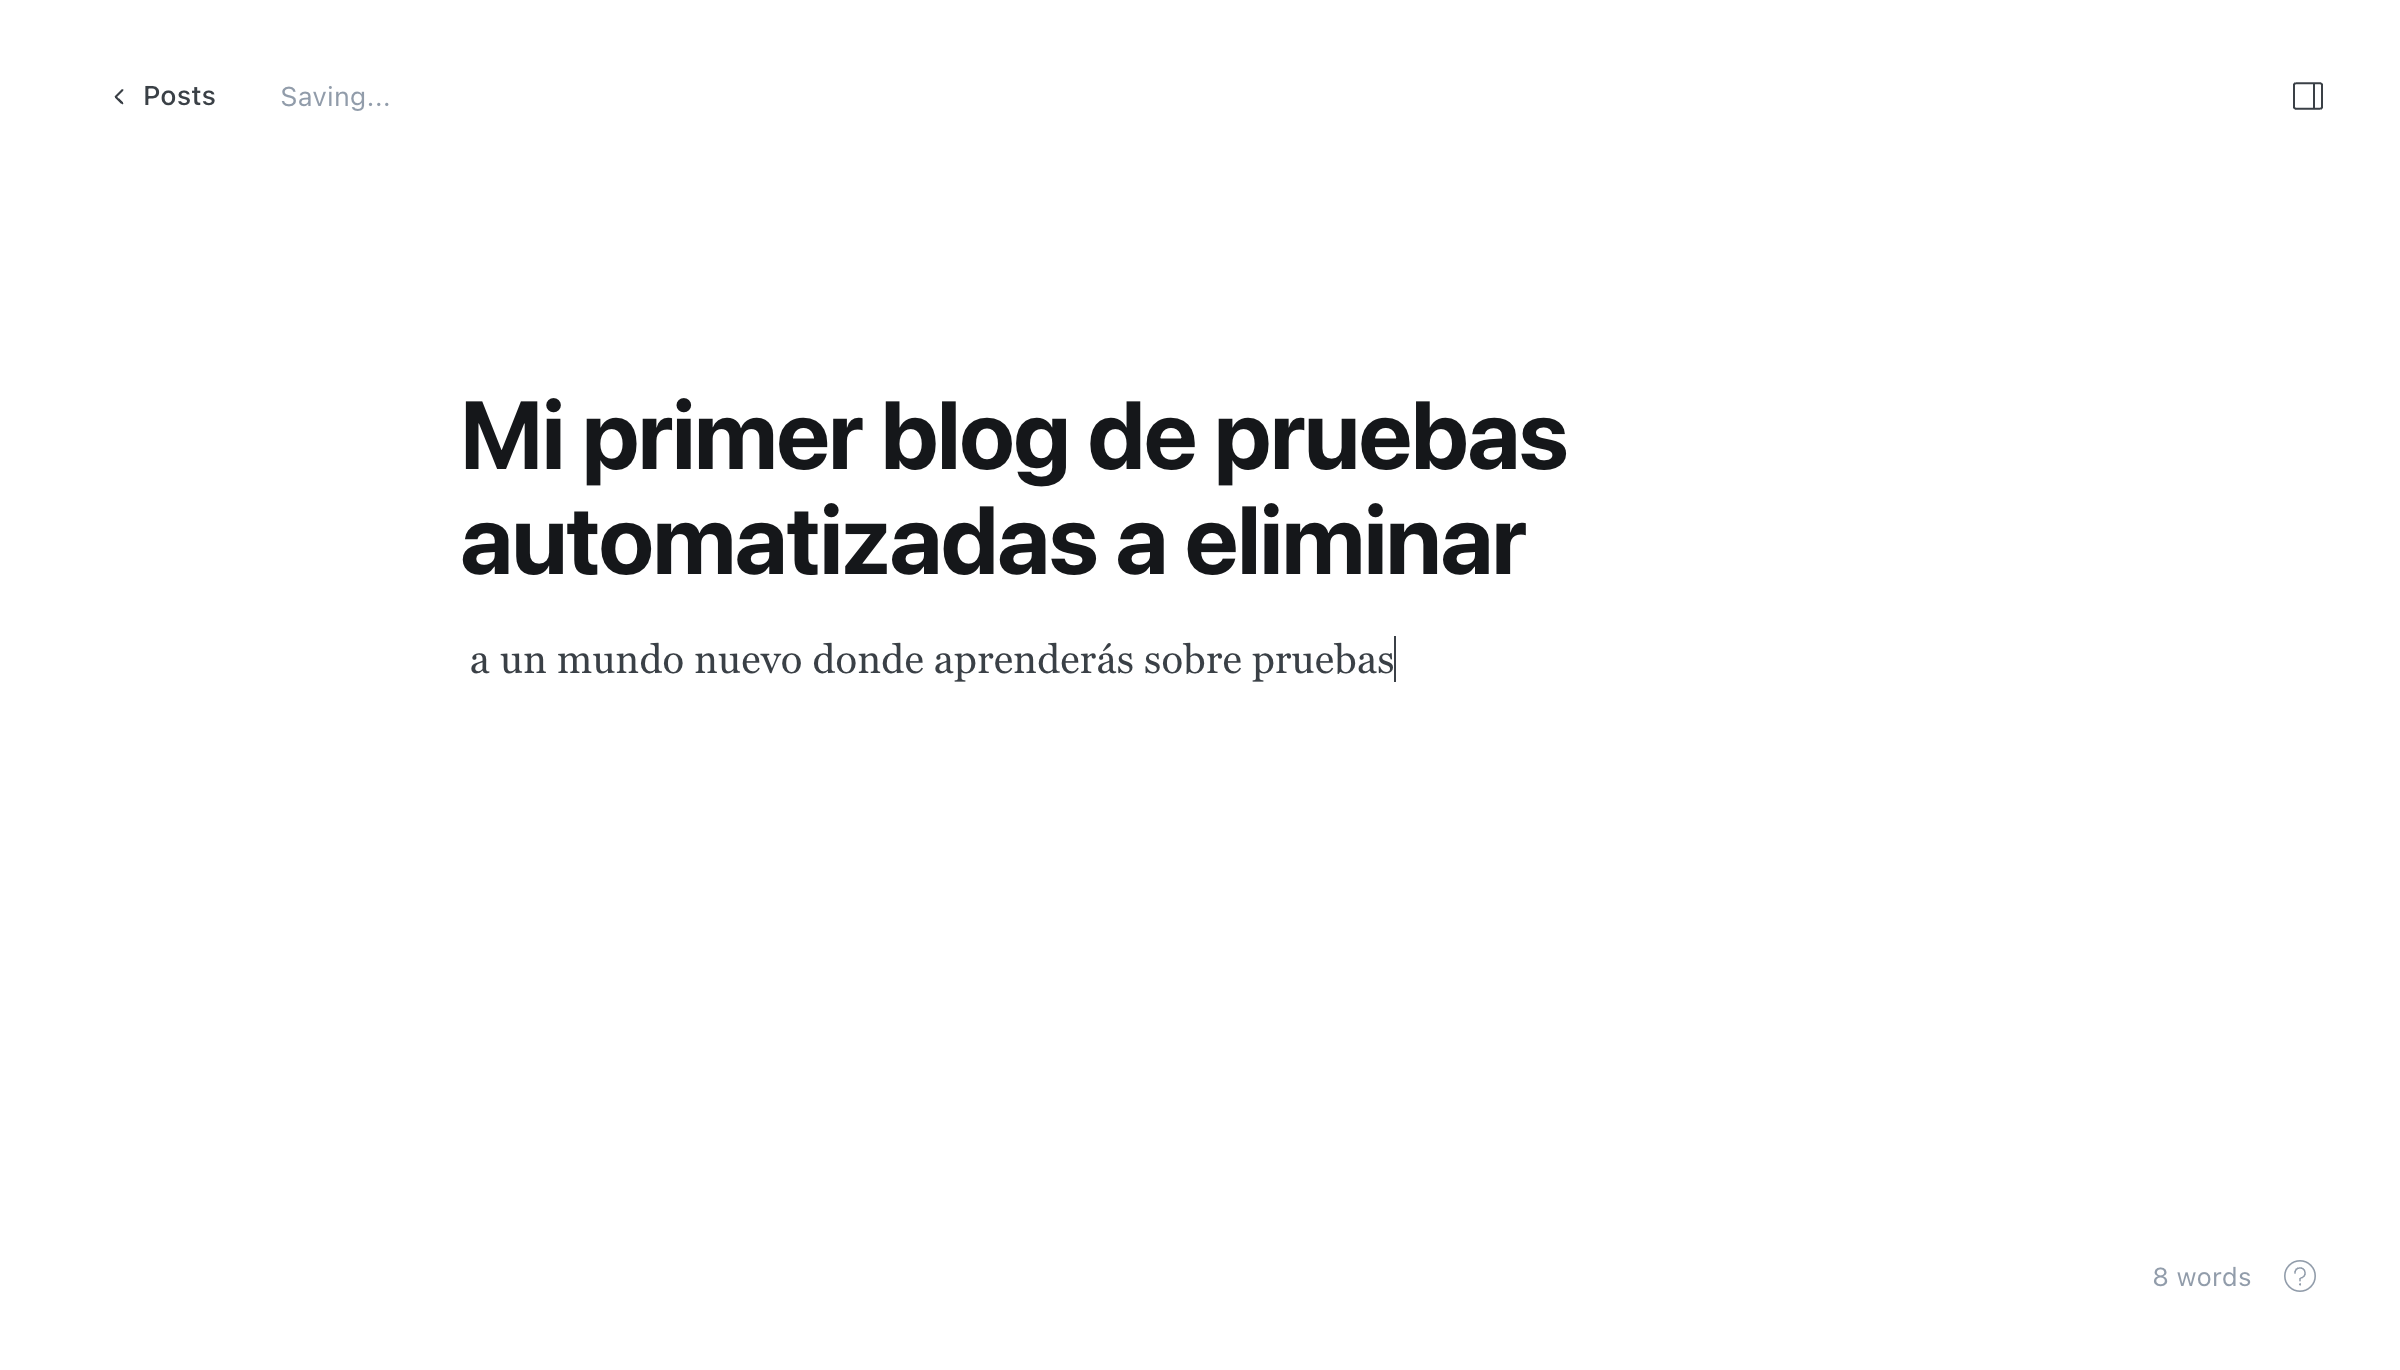 Posts
Saving...
Mi primer blog de pruebas
automatizadas a eliminar
a un mundo nuevo donde aprenderás sobre pruebas
8 words
?